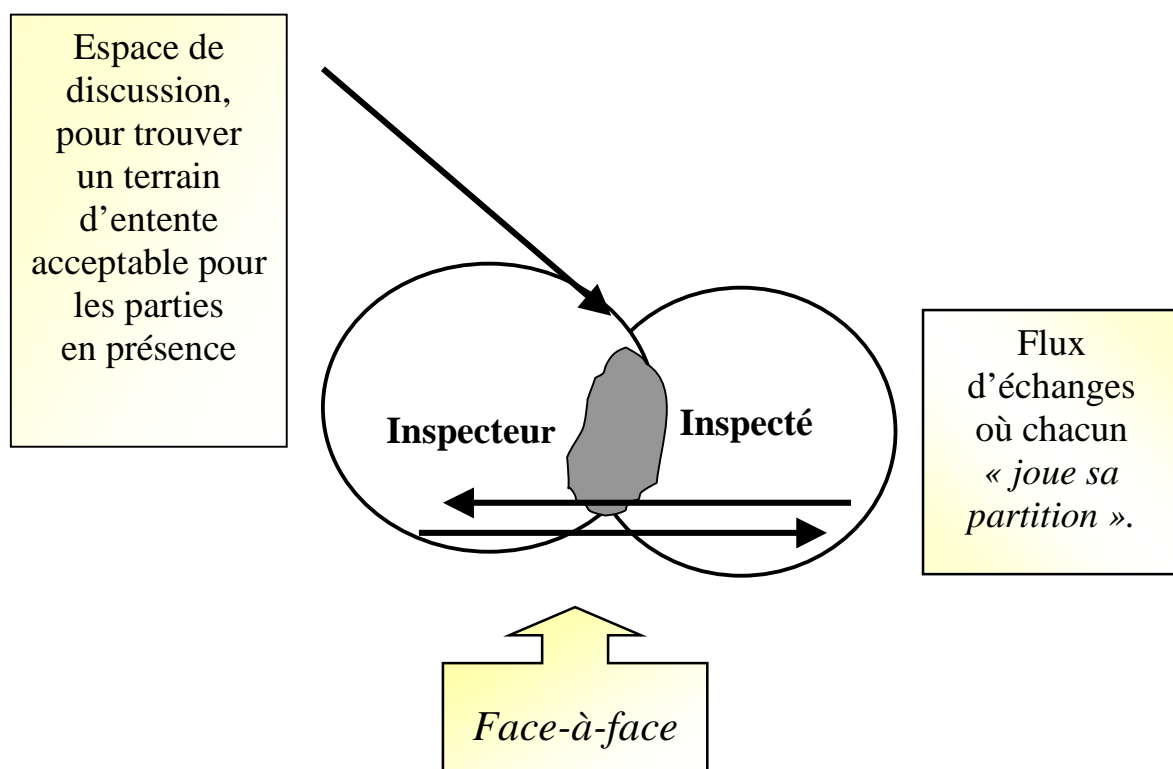 Espace de
discussion,
pour trouver
un terrain
d’entente
acceptable pour
les parties
en présence
Inspecteur
Inspecté
Flux
d’échanges
où chacun
« joue sa
partition ».
Face-à-face